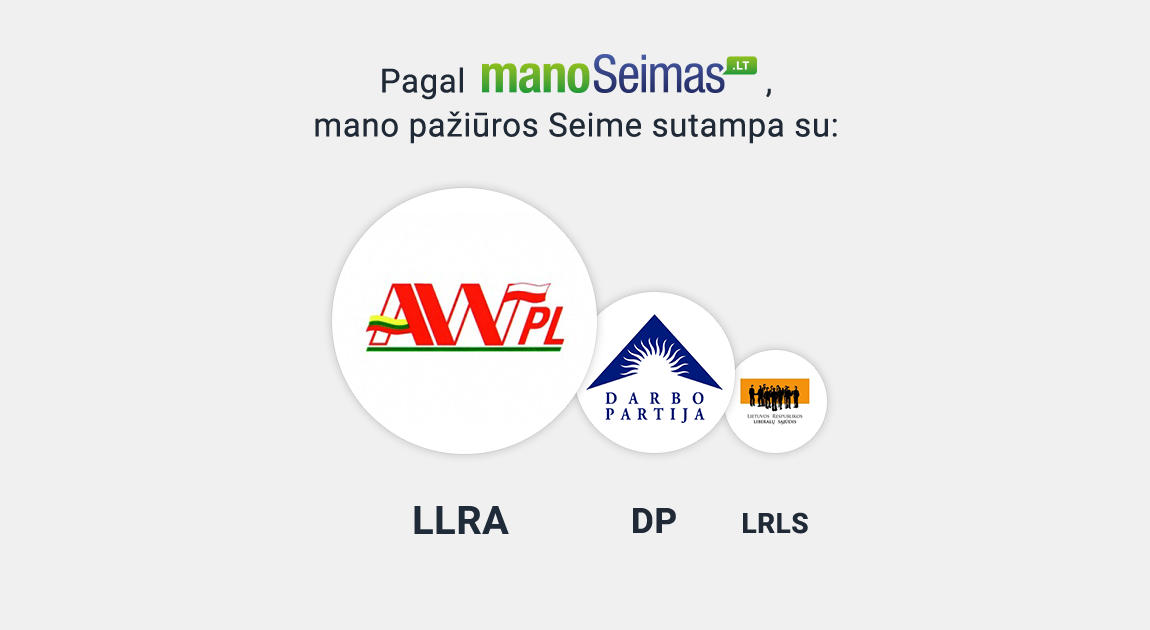 Pagal manoSeimas.LT ,
mano pažiūros Seime sutampa su:
AWPL
DARBO
PARTIJA
LIETUVOS RESPUBLIKOS
LIBERALŲ SĄJŪDIS
LLRA DP LRLS